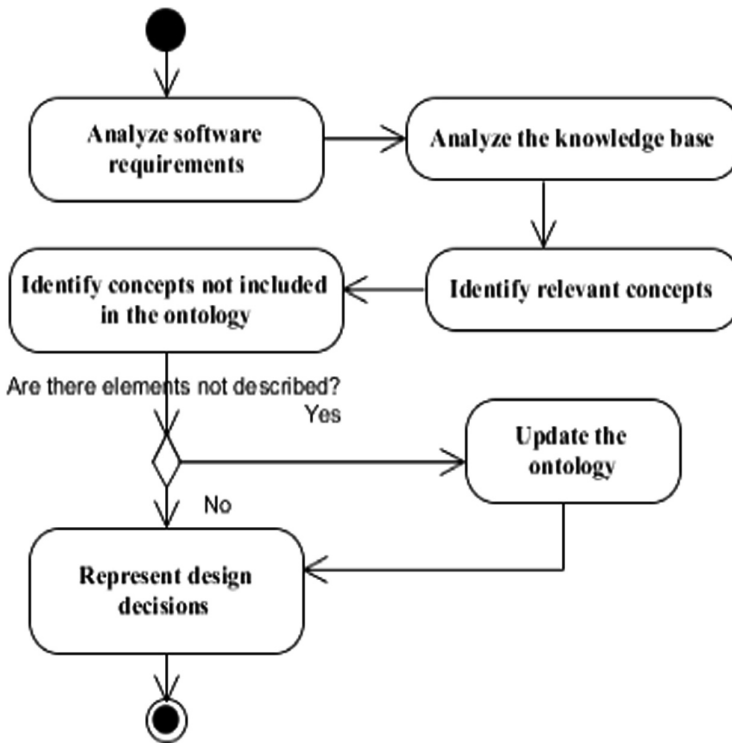 Analyze software
requirements
Analyze the knowledge base
Identify relevant concepts
Identify concepts not included
in the ontology
Are there elements not described?
Yes
Update the
ontology
No
Represent design
decisions